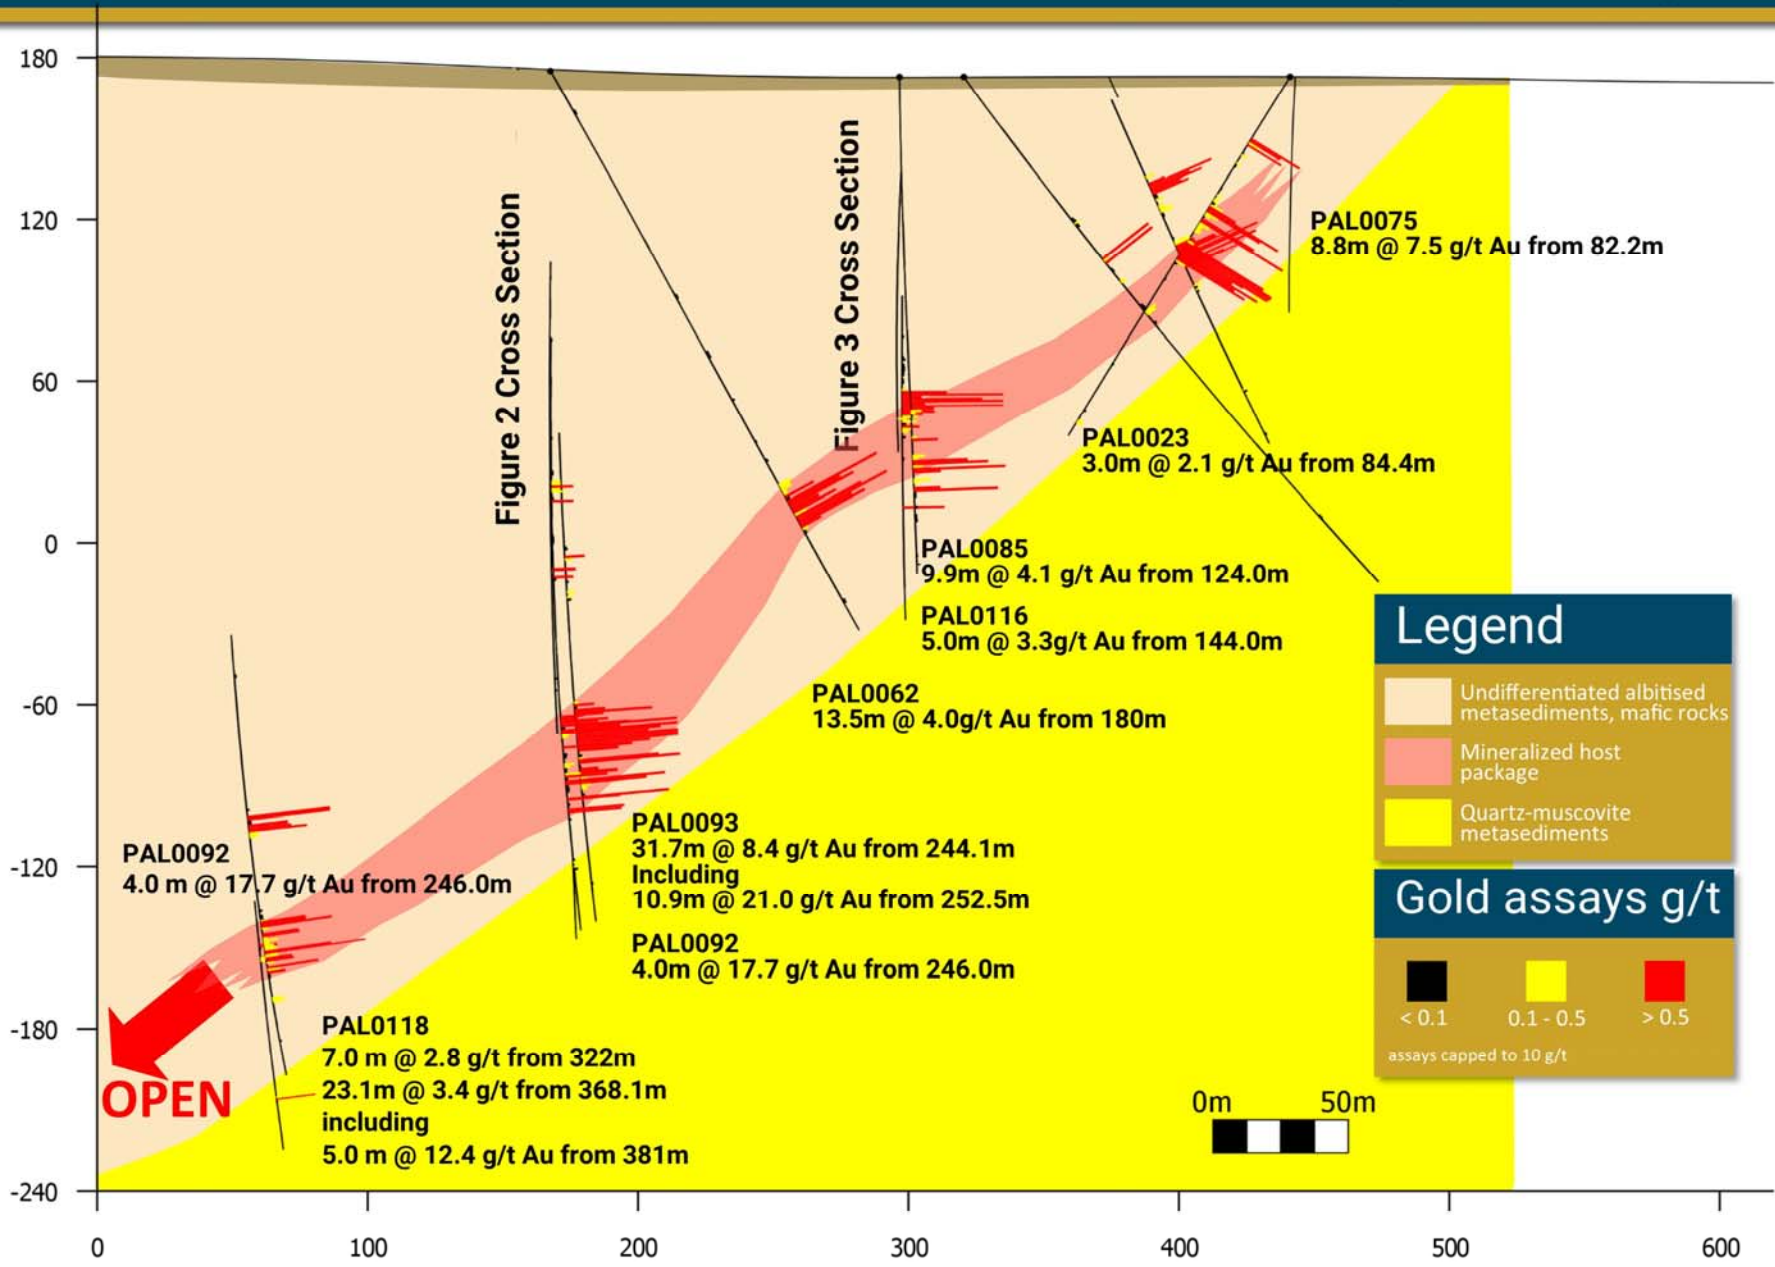 180
120
60
0
-60
-120
-180
-240
0
100
200
300
400
500
600
Figure 2 Cross Section
Figure 3 Cross Section
PAL0075
8.8m @ 7.5 g/t Au from 82.2m
PAL0023
3.0m @ 2.1 g/t Au from 84.4m
PAL0085
9.9m @ 4.1 g/t Au from 124.0m
PAL0116
5.0m @ 3.3g/t Au from 144.0m
PAL0062
13.5m @ 4.0g/t Au from 180m
PAL0093
31.7m @ 8.4 g/t Au from 244.1m
Including
10.9m @ 21.0 g/t Au from 252.5m
PAL0092
4.0m @ 17.7 g/t Au from 246.0m
PAL0092
4.0 m @ 17.7 g/t Au from 246.0m
PAL0118
7.0 m @ 2.8 g/t from 322m
23.1m @ 3.4 g/t from 368.1m
including
5.0 m @ 12.4 g/t Au from 381m
OPEN
Legend
Undifferentiated albitised
metasediments, mafic rocks
Mineralized host
package
Quartz-muscovite
metasediments
Gold assays g/t
< 0.1
0.1 - 0.5
> 0.5
assays capped to 10 g/t
0m
50m